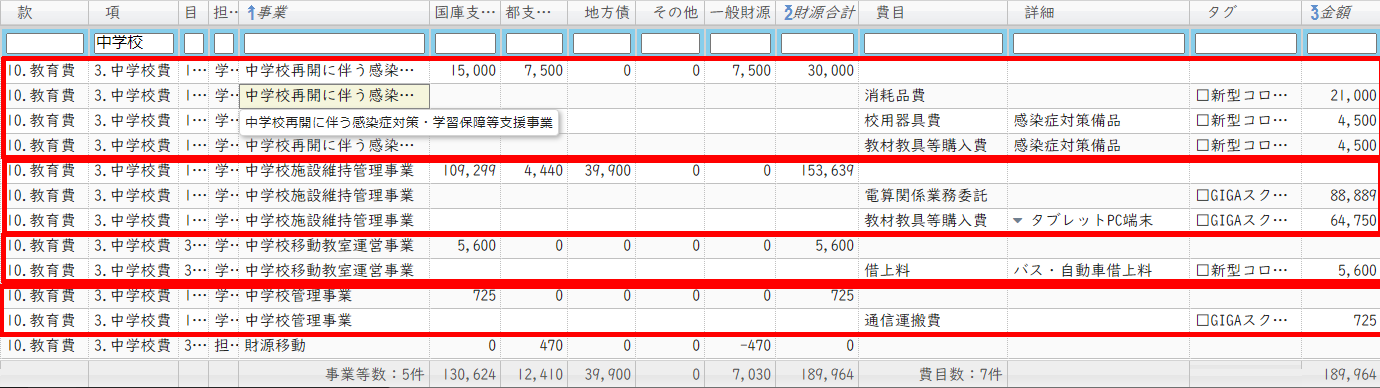 款 項 目 担‥ 1事業 国庫支… 都支… 地方債 その他 一般財源 2財源合計 費目 詳細 タグ 3金額
中学校
10.教育費 3.中学校費 1… 学‥ 中学校再開に伴う感染… 15,000 7,500 0 0 7,500 30,000
10.教育費 3.中学校費 1… 学‥ 中学校再開に伴う感染… 消耗品費 □新型コロ… 21,000
10.教育費 3.中学校費 1… 学‥ 中学校再開に伴う感染症対策・学習保障等支援事業 校用器具費 感染症対策備品 □新型コロ… 4,500
10.教育費 3.中学校費 1… 学‥ 中学校再開に伴う感染… 教材教具等購入費 感染症対策備品 □新型コロ… 4,500
10.教育費 3.中学校費 1… 学‥ 中学校施設維持管理事業 109,299 4,440 39,900 0 0 153,639
10.教育費 3.中学校費 1… 学‥ 中学校施設維持管理事業 電算関係業務委託 □GIGAスク… 88,889
10.教育費 3.中学校費 1… 学‥ 中学校施設維持管理事業 教材教具等購入費 ▼ タブレットPC端末 □GIGAスク… 64,750
10.教育費 3.中学校費 3… 学‥ 中学校移動教室運営事業 5,600 0 0 0 0 5,600
10.教育費 3.中学校費 3… 学‥ 中学校移動教室運営事業 借上料 バス・自動車借上料 □新型コロ… 5,600
10.教育費 3.中学校費 1… 学‥ 中学校管理事業 725 0 0 0 0 725
10.教育費 3.中学校費 1… 学‥ 中学校管理事業 通信運搬費 □GIGAスク… 725
10.教育費 3.中学校費 3… 担‥ 財源移動 0 470 0 0 -470 0
事業等数：5件 130,624 12,410 39,900 0 7,030 189,964 費目数：7件 189,964